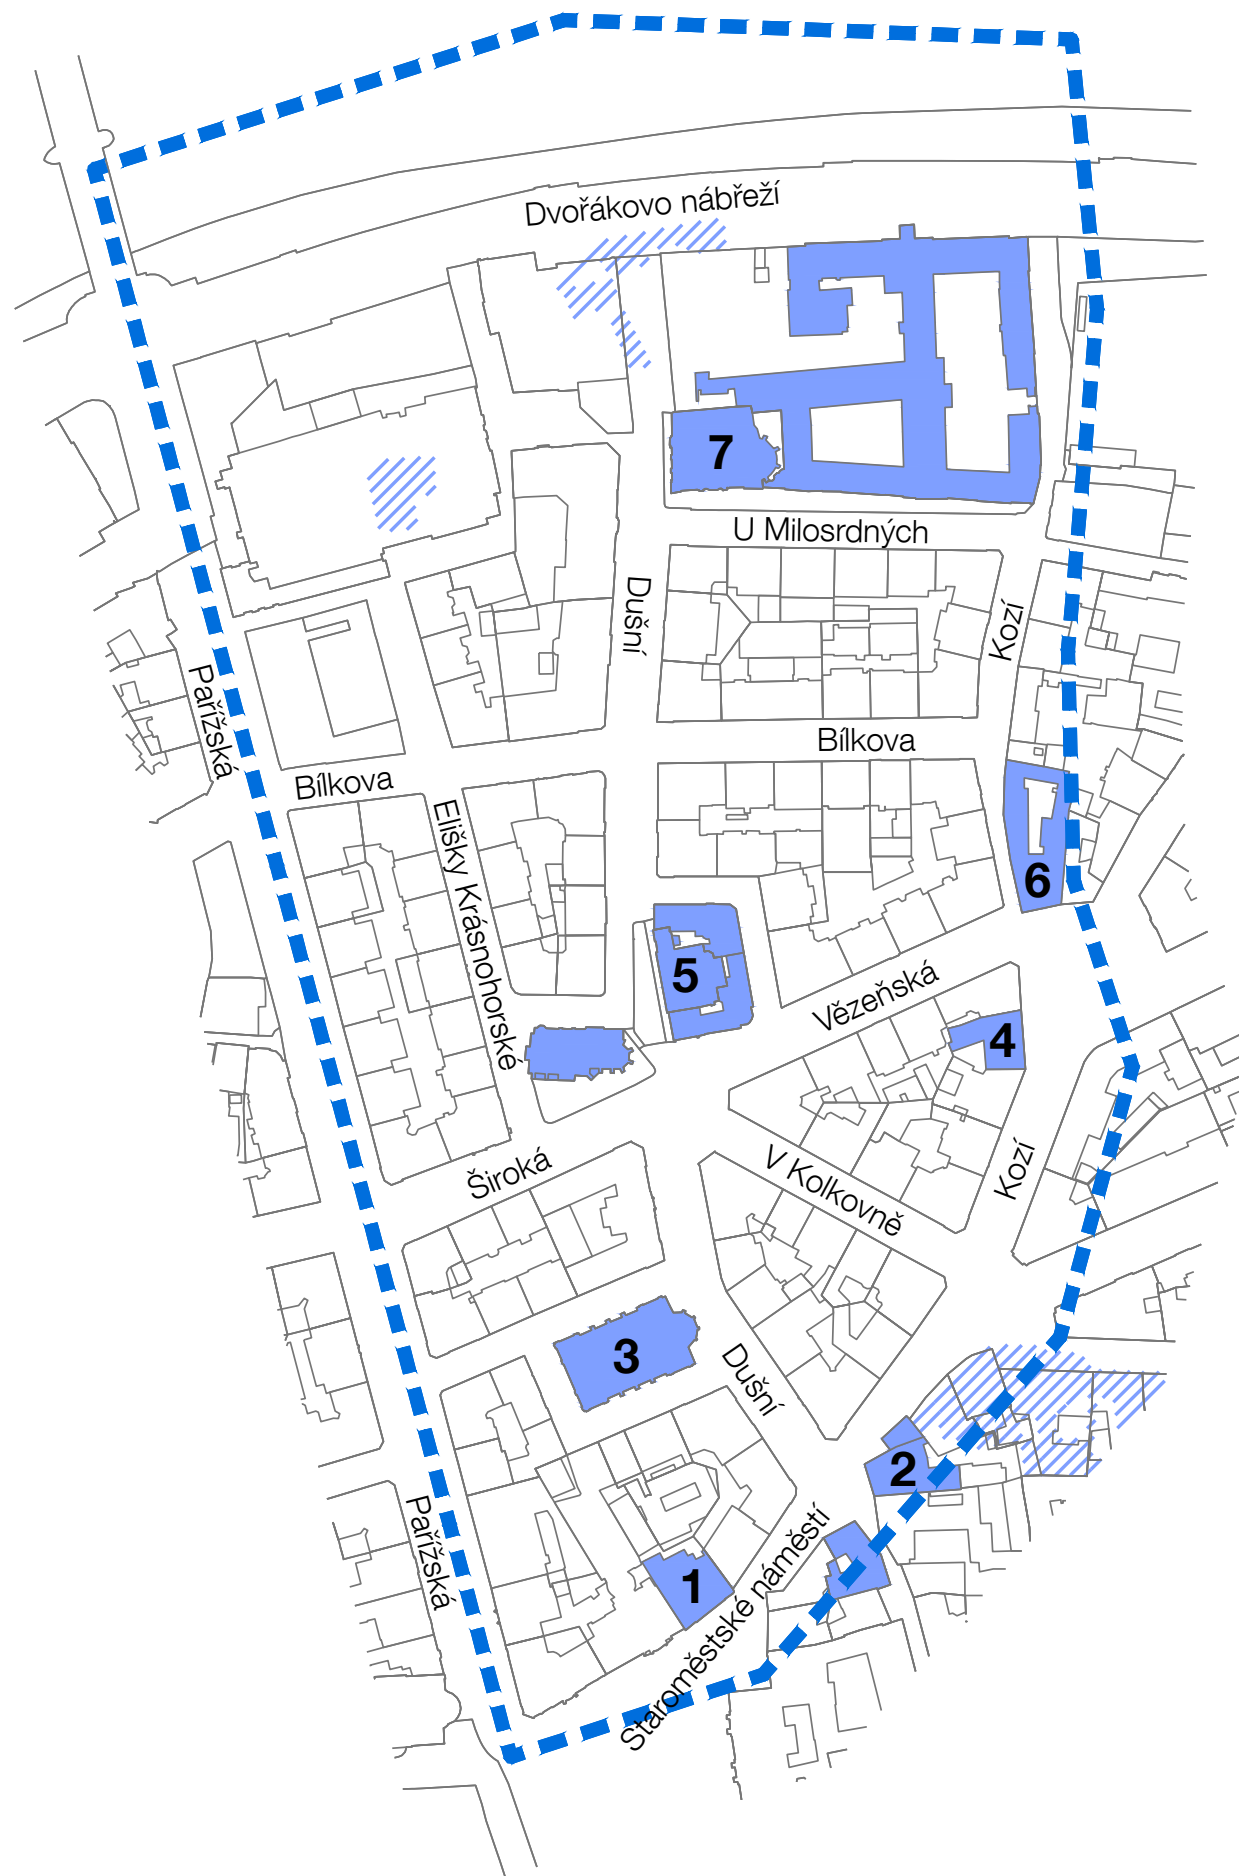 Dvořákovo nábřeží
7
U Milosrdných
Dušní
Kozí
Pařížská
Bílkova
Bílkova
Elišky Krásnohorské
6
5
Vězeňská
4
V Kolkovně
Kozí
Široká
3
Dušní
2
Pařížská
1
Staroměstské náměstí